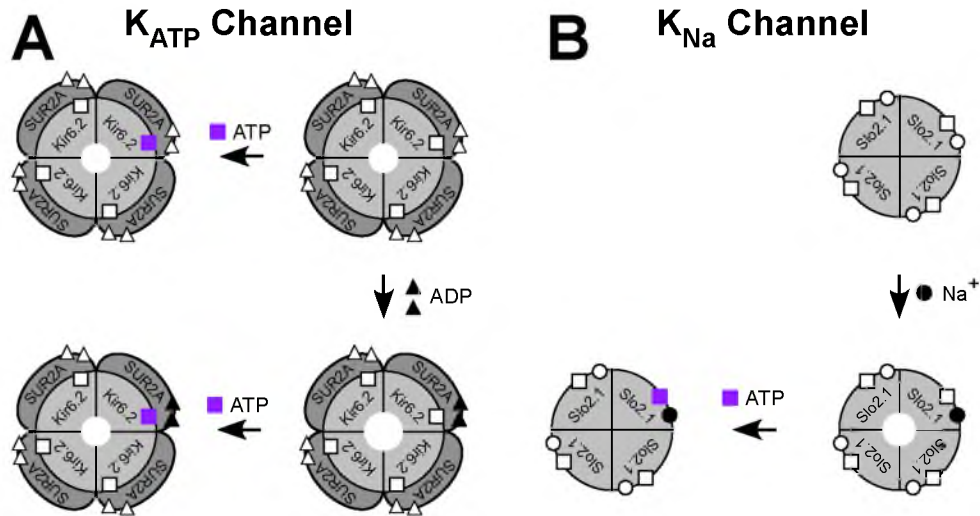 A
K_ATP Channel
B
K_Na Channel
SUR2A
SUR2A
Kir6.2
Kir6.2
Kir6.2
Kir6.2
SUR2A
SUR2A
ATP
SUR2A
SUR2A
Kir6.2
Kir6.2
Kir6.2
Kir6.2
SUR2A
SUR2A
Slo2.1
Slo2.1
Slo2.1
Slo2.1
ADP
Na+
SUR2A
SUR2A
Kir6.2
Kir6.2
Kir6.2
Kir6.2
SUR2A
SUR2A
ATP
SUR2A
SUR2A
Kir6.2
Kir6.2
Kir6.2
Kir6.2
SUR2A
SUR2A
Slo2.1
Slo2.1
Slo2.1
Slo2.1
ATP
Slo2.1
Slo2.1
Slo2.1
Slo2.1